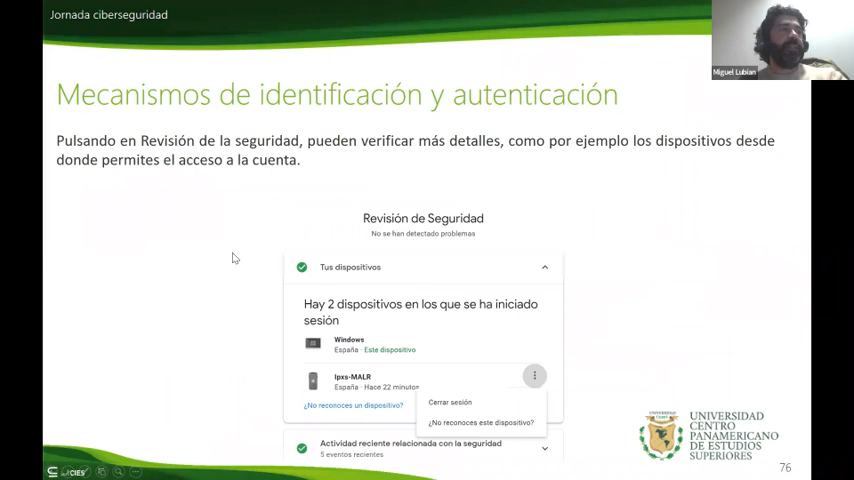 Jornada ciberseguridad
Miguel Lubian
Mecanismos de identificación y autenticación
Pulsando en Revisión de la seguridad, pueden verificar más detalles, como por ejemplo los dispositivos desde
donde permites el acceso a la cuenta.
Revisión de Seguridad
No se han detectado problemas
Tus dispositivos
Hay 2 dispositivos en los que se ha iniciado
sesión
Windows
España · Este dispositivo
Ipxs-MALR
España · Hace 22 minutos
¿No reconoces un dispositivo?
Cerrar sesión
¿No reconoces este dispositivo?
Actividad reciente relacionada con la seguridad
5 eventos recientes
UNIVERSIDAD
CENTRO
PANAMERICANO
DE ESTUDIOS
SUPERIORES
76